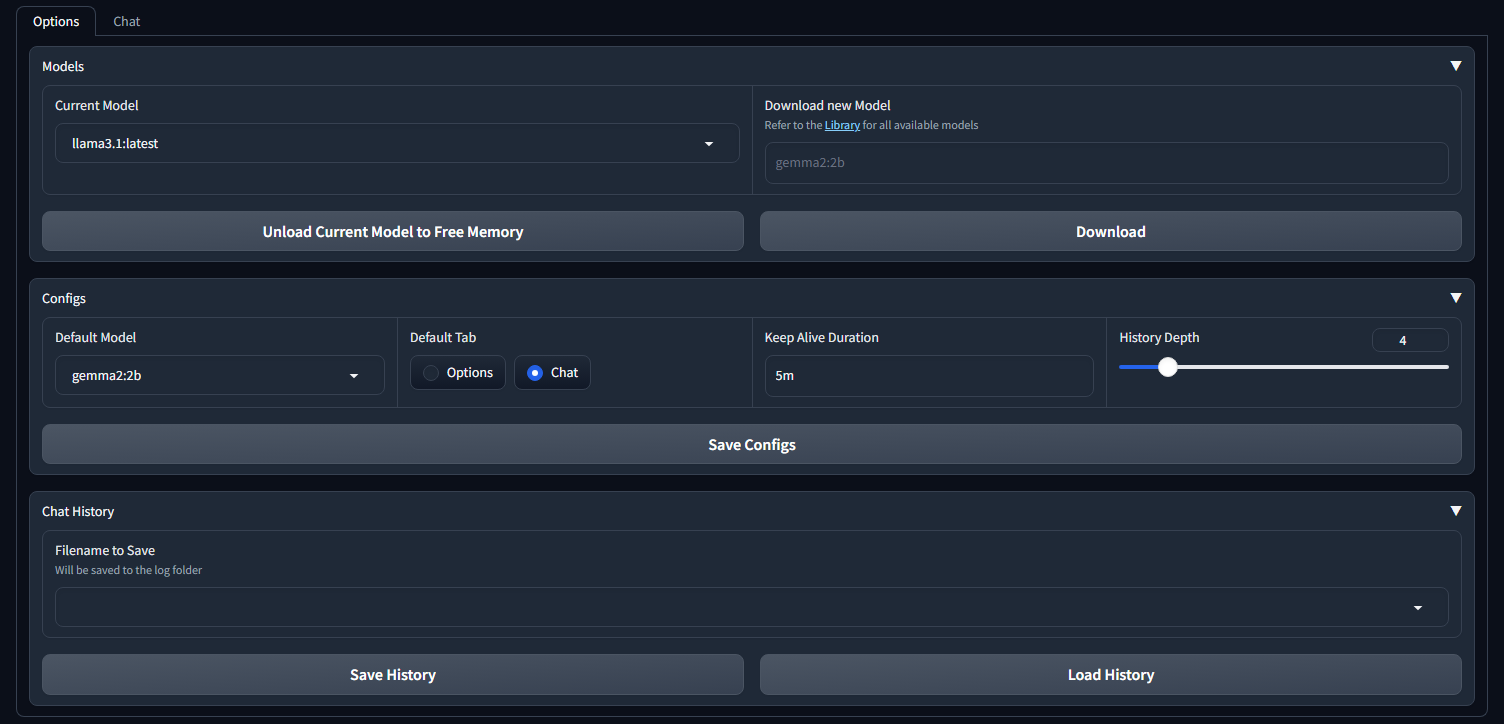 Options
Chat
Models
Current Model
llama3.1:latest
Download new Model
Refer to the Library for all available models
gemma2:2b
Unload Current Model to Free Memory
Download
Configs
Default Model
gemma2:2b
Default Tab
Options
Chat
Keep Alive Duration
5m
History Depth
4
Save Configs
Chat History
Filename to Save
Will be saved to the log folder
Save History
Load History